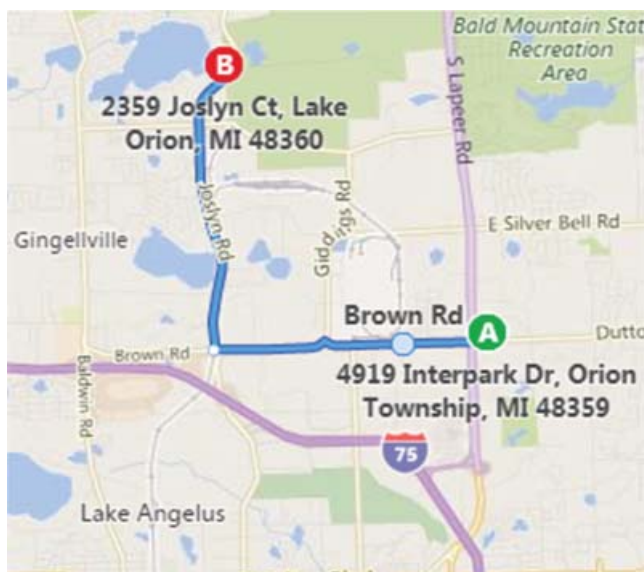 Bald Mountain Stat
Recreation
Area
B
2359 Joslyn Ct, Lake
Orion, MI 48360
S Lapeer Rd
Joslyn Rd
Giddings Rd
E Silver Bell Rd
Gingellville
Brown Rd
A
Dutto
Brown Rd
4919 Interpark Dr, Orion
Township, MI 48359
Baldwin Rd
75
Lake Angelus